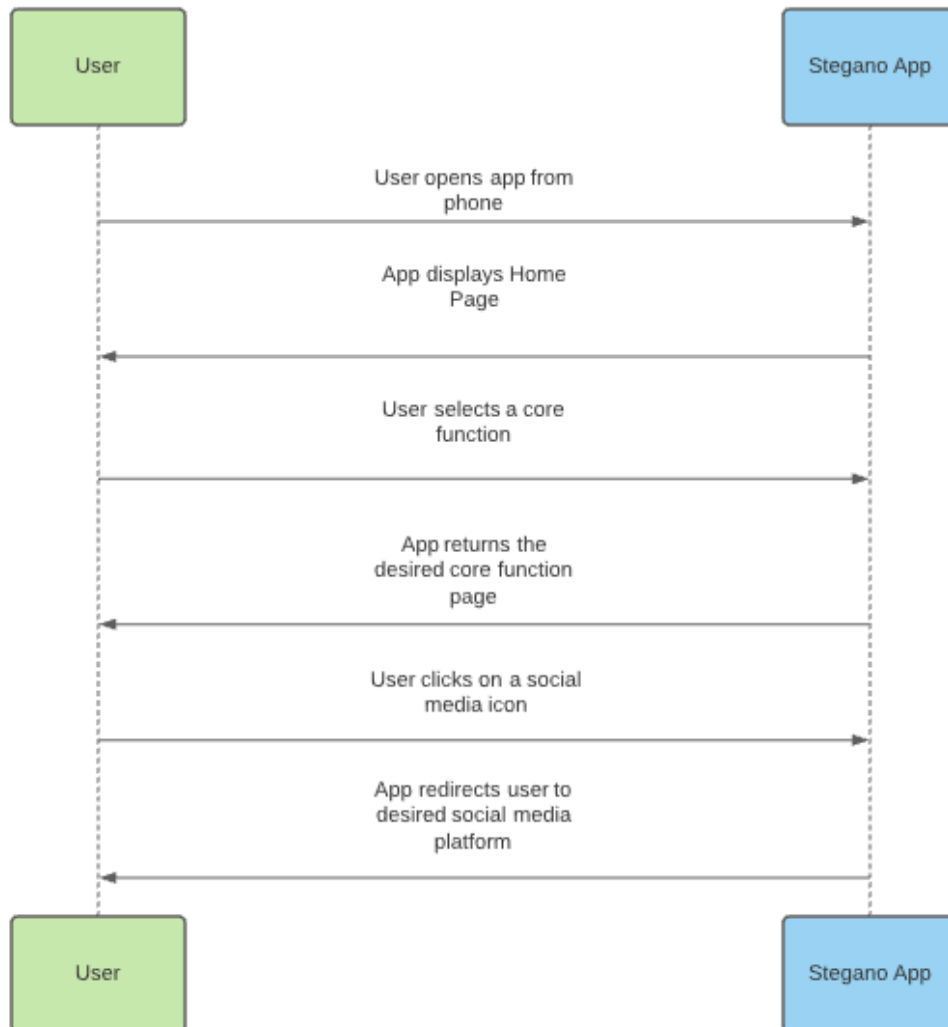 User
Stegano App
User opens app from
phone
App displays Home
Page
User selects a core
function
App returns the
desired core function
page
User clicks on a social
media icon
App redirects user to
desired social media
platform
User
Stegano App